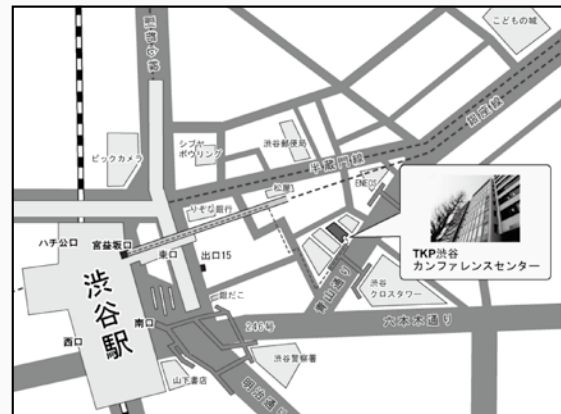 こどもの城
明治通り
銀座線
ビックカメラ
シブヤ
ボウリング
渋谷郵便局
半蔵門線
ENEOS
松屋
りそな銀行
TKP渋谷
カンファレンスセンター
ハチ公口
宮益坂口
東口
出口15
渋谷駅
銀だこ
青山通り
渋谷
クロスタワー
南口
246号
六本木通り
西口
渋谷警察署
山下書店
明治通り